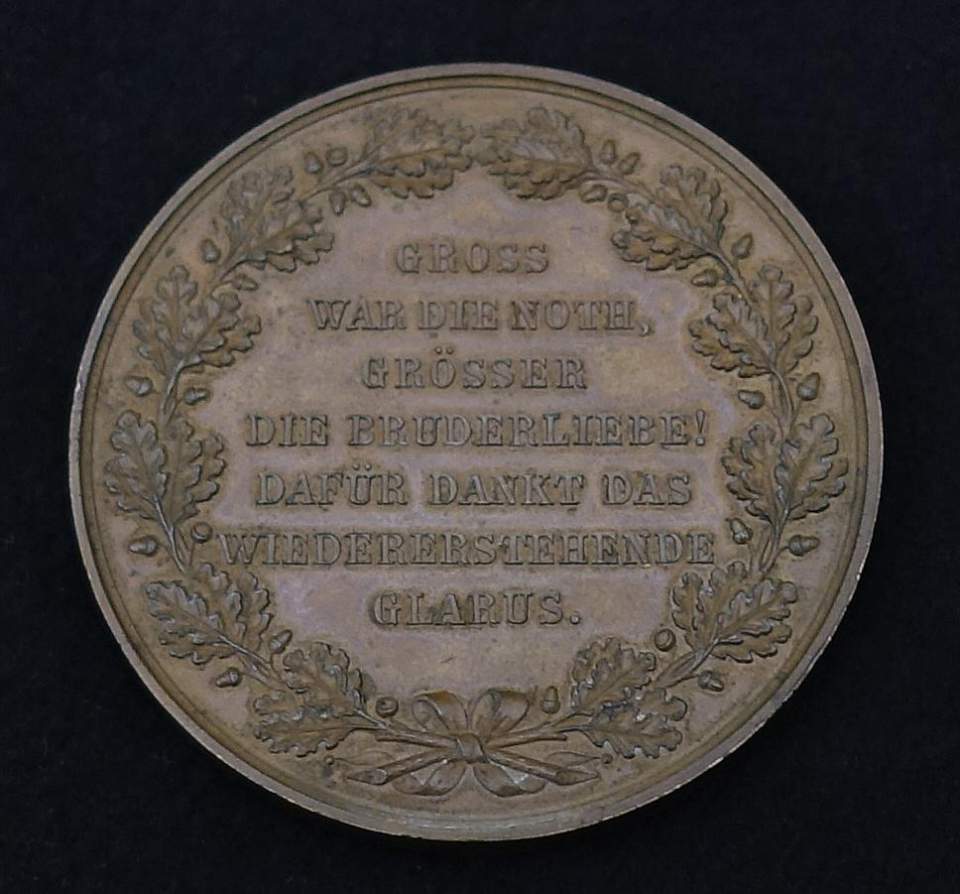 GROSS
WAR DIE NOTH,
GRÖSSER
DIE BRUDERLIEBE!
DAFÜR DANKT DAS
WIEDERERSTEHENDE
GLARUS.